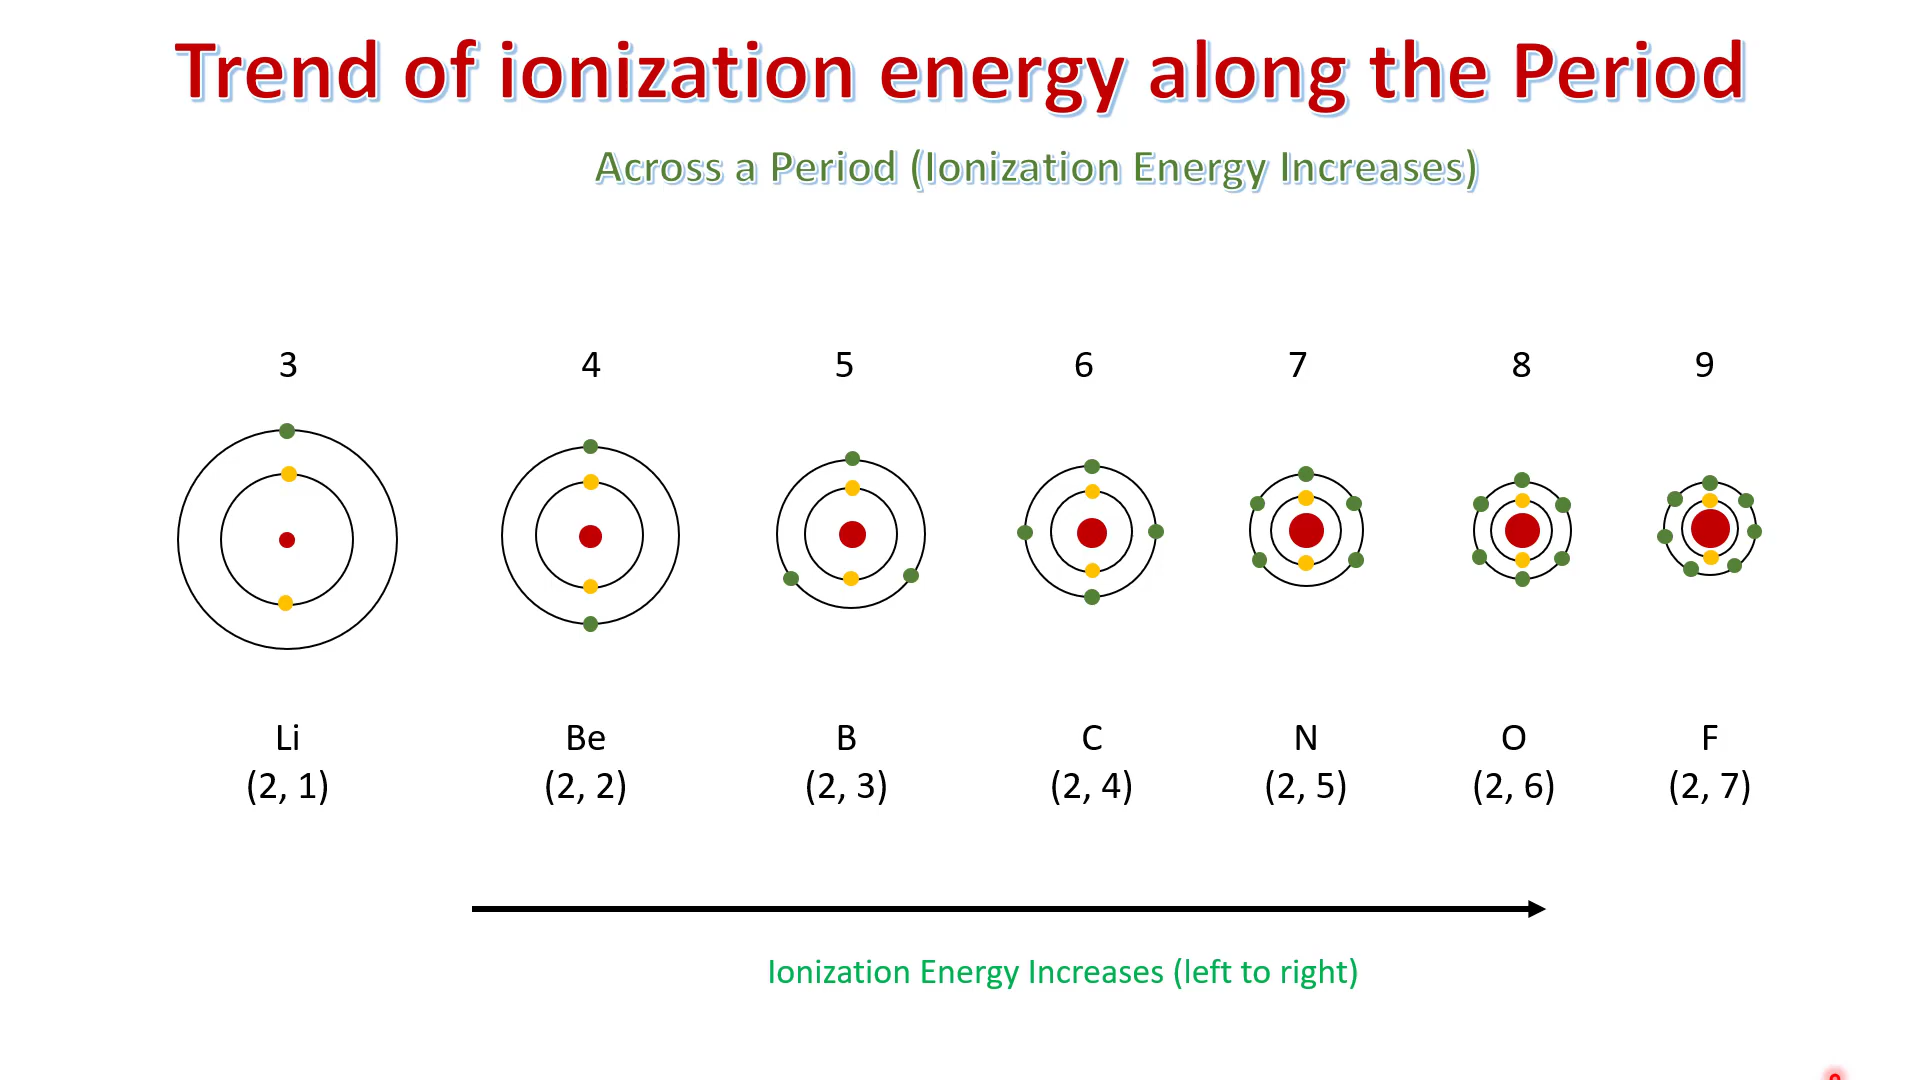 Trend of ionization energy along the Period
Across a Period (Ionization Energy Increases)
3 4 5 6 7 8 9
Li Be B C N O F
(2, 1) (2, 2) (2, 3) (2, 4) (2, 5) (2, 6) (2, 7)
Ionization Energy Increases (left to right)